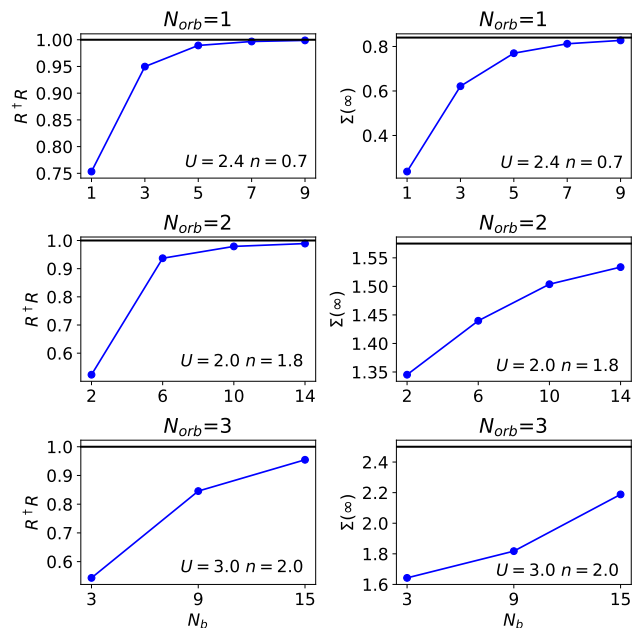 N_orb=1
1.00
0.95
0.90
0.85
0.80
0.75
R†R
U = 2.4 n = 0.7
1 3 5 7 9
N_orb=1
0.8
0.6
0.4
Σ(∞)
U = 2.4 n = 0.7
1 3 5 7 9
N_orb=2
1.0
0.9
0.8
0.7
0.6
R†R
U = 2.0 n = 1.8
2 6 10 14
N_orb=2
1.55
1.50
1.45
1.40
1.35
Σ(∞)
U = 2.0 n = 1.8
2 6 10 14
N_orb=3
1.0
0.9
0.8
0.7
0.6
R†R
U = 3.0 n = 2.0
3 9 15
N_b
N_orb=3
2.4
2.2
2.0
1.8
1.6
Σ(∞)
U = 3.0 n = 2.0
3 9 15
N_b